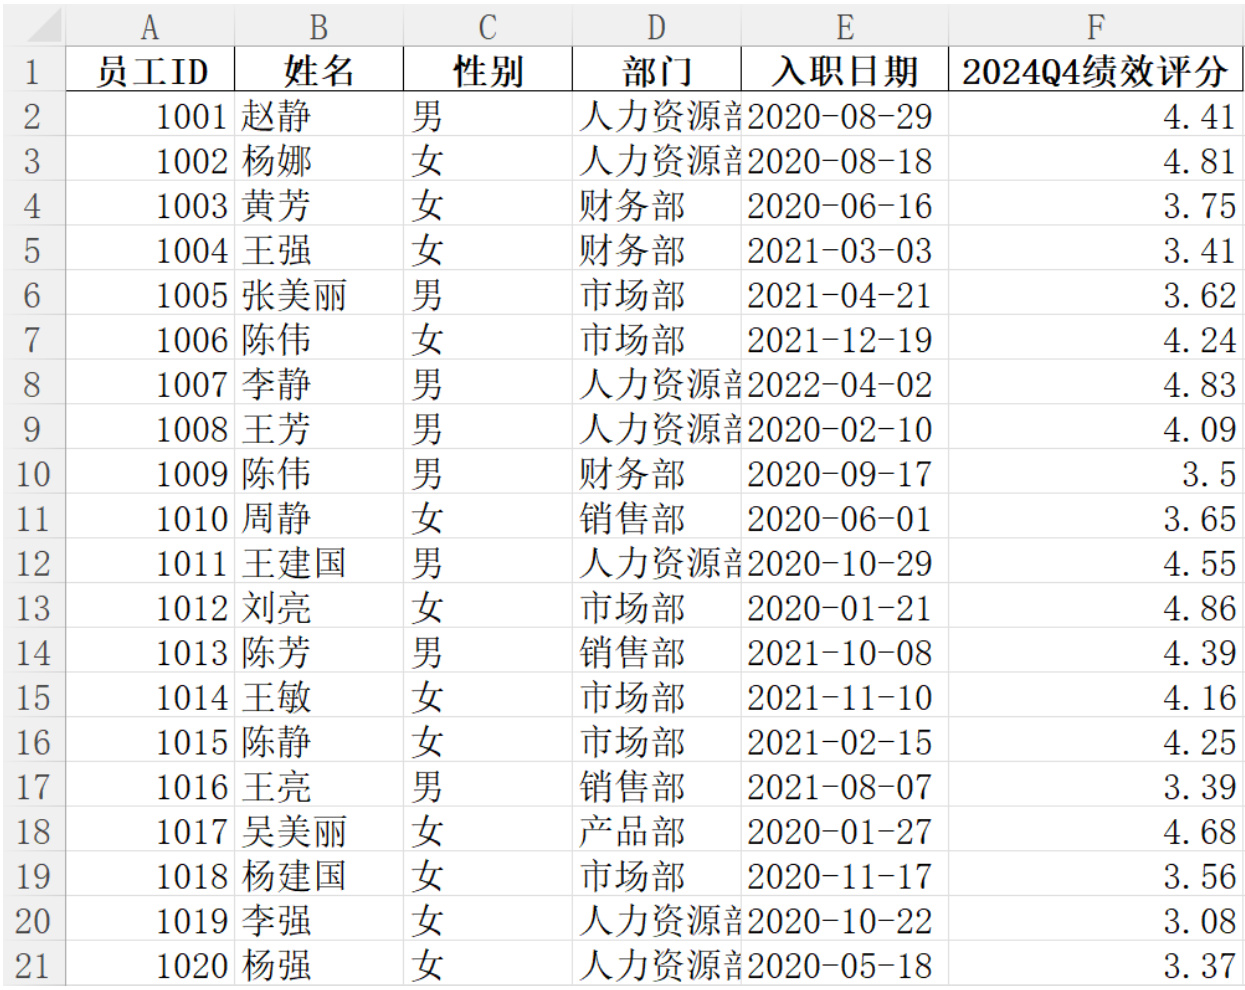 A B C D E F
1 员工ID 姓名 性别 部门 入职日期 2024Q4绩效评分
2 1001 赵静 男 人力资源部 2020-08-29 4.41
3 1002 杨娜 女 人力资源部 2020-08-18 4.81
4 1003 黄芳 女 财务部 2020-06-16 3.75
5 1004 王强 女 财务部 2021-03-03 3.41
6 1005 张美丽 男 市场部 2021-04-21 3.62
7 1006 陈伟 女 市场部 2021-12-19 4.24
8 1007 李静 男 人力资源部 2022-04-02 4.83
9 1008 王芳 男 人力资源部 2020-02-10 4.09
10 1009 陈伟 男 财务部 2020-09-17 3.5
11 1010 周静 女 销售部 2020-06-01 3.65
12 1011 王建国 男 人力资源部 2020-10-29 4.55
13 1012 刘亮 女 市场部 2020-01-21 4.86
14 1013 陈芳 男 销售部 2021-10-08 4.39
15 1014 王敏 女 市场部 2021-11-10 4.16
16 1015 陈静 女 市场部 2021-02-15 4.25
17 1016 王亮 男 销售部 2021-08-07 3.39
18 1017 吴美丽 女 产品部 2020-01-27 4.68
19 1018 杨建国 女 市场部 2020-11-17 3.56
20 1019 李强 女 人力资源部 2020-10-22 3.08
21 1020 杨强 女 人力资源部 2020-05-18 3.37